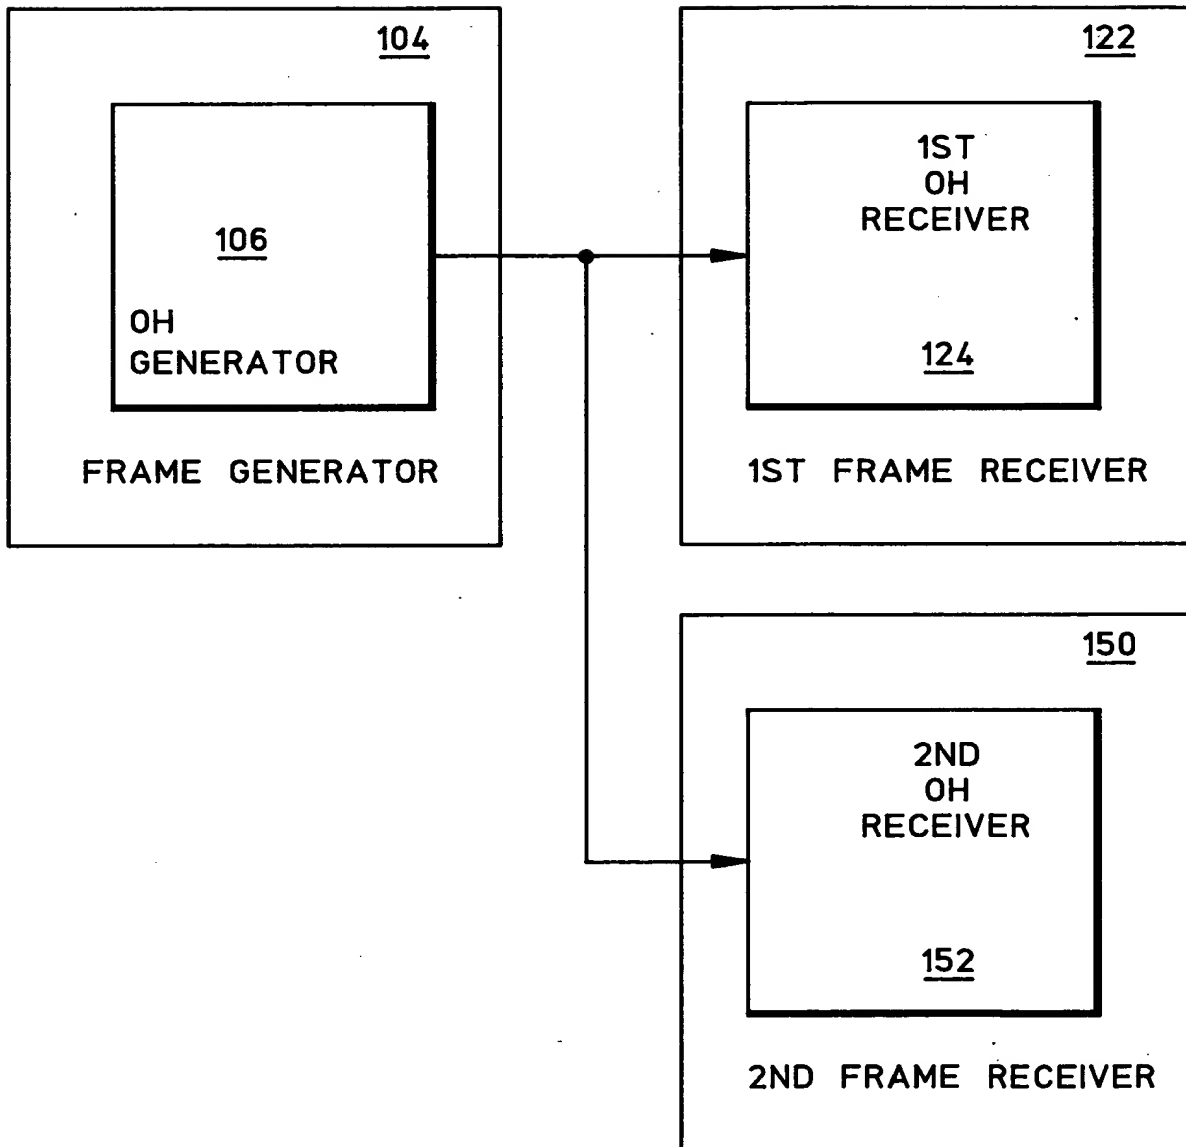 104
106
OH
GENERATOR
FRAME GENERATOR
122
1ST
OH
RECEIVER
124
1ST FRAME RECEIVER
150
2ND
OH
RECEIVER
152
2ND FRAME RECEIVER